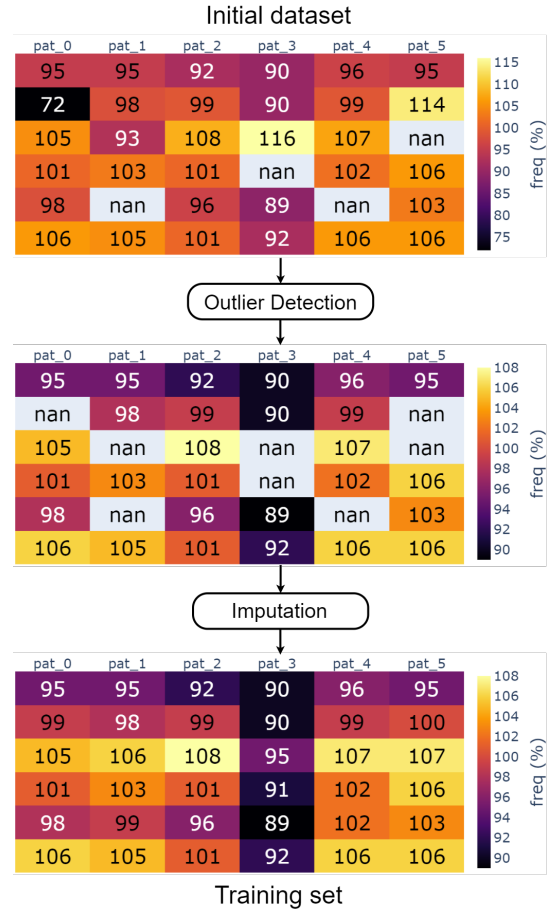 Initial dataset
pat_0 pat_1 pat_2 pat_3 pat_4 pat_5
95 95 92 90 96 95
72 98 99 90 99 114
105 93 108 116 107 nan
101 103 101 nan 102 106
98 nan 96 89 nan 103
106 105 101 92 106 106
115
110
105
100
95
90
85
80
75
freq (%)
Outlier Detection
pat_0 pat_1 pat_2 pat_3 pat_4 pat_5
95 95 92 90 96 95
nan 98 99 90 99 nan
105 nan 108 nan 107 nan
101 103 101 nan 102 106
98 nan 96 89 nan 103
106 105 101 92 106 106
108
106
104
102
100
98
96
94
92
90
freq (%)
Imputation
pat_0 pat_1 pat_2 pat_3 pat_4 pat_5
95 95 92 90 96 95
99 98 99 90 99 100
105 106 108 95 107 107
101 103 101 91 102 106
98 99 96 89 102 103
106 105 101 92 106 106
108
106
104
102
100
98
96
94
92
90
freq (%)
Training set